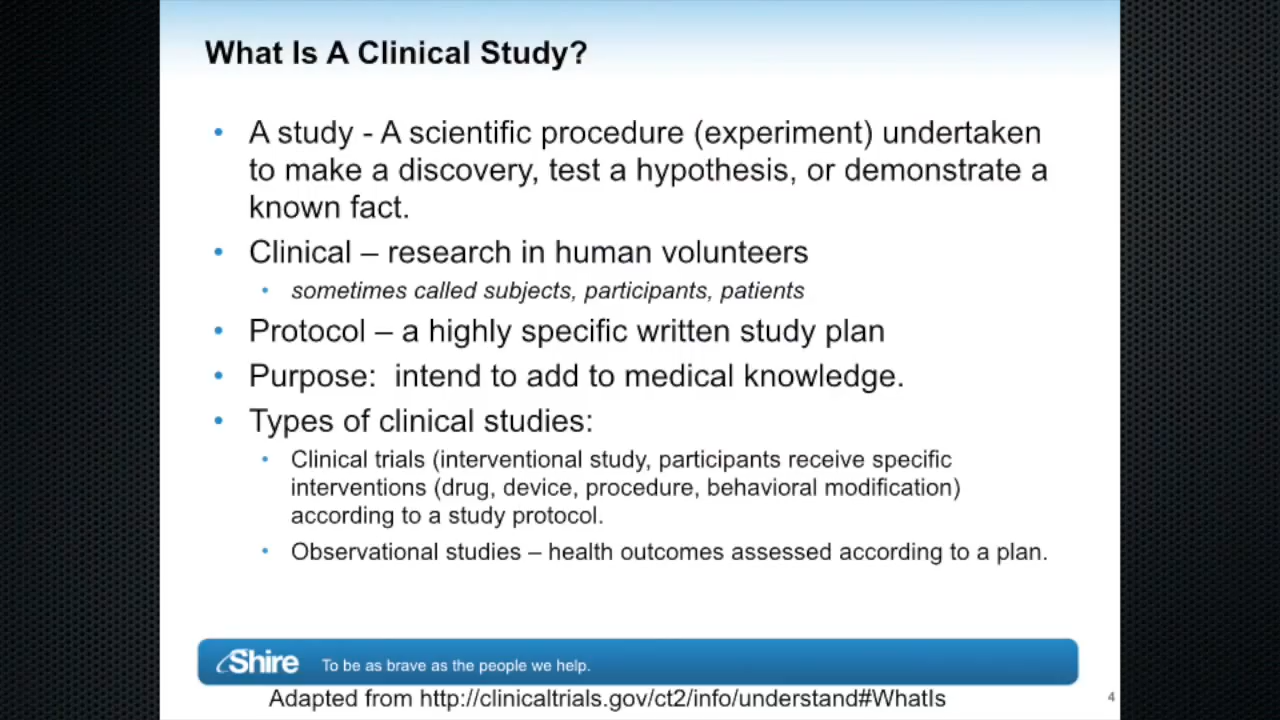 What Is A Clinical Study?
• A study - A scientific procedure (experiment) undertaken
to make a discovery, test a hypothesis, or demonstrate a
known fact.
• Clinical – research in human volunteers
• sometimes called subjects, participants, patients
• Protocol – a highly specific written study plan
• Purpose:  intend to add to medical knowledge.
• Types of clinical studies:
• Clinical trials (interventional study, participants receive specific
interventions (drug, device, procedure, behavioral modification)
according to a study protocol.
• Observational studies – health outcomes assessed according to a plan.
Shire To be as brave as the people we help.
Adapted from http://clinicaltrials.gov/ct2/info/understand#WhatIs
4